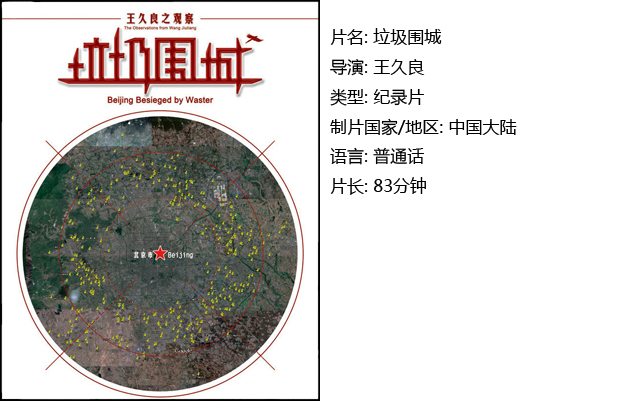 王久良之观察
The Observations from Wang Jiuliang
垃圾围城
Beijing Besieged by Waster
北京市
Beijing
Google
片名: 垃圾围城
导演: 王久良
类型: 纪录片
制片国家/地区: 中国大陆
语言: 普通话
片长: 83分钟